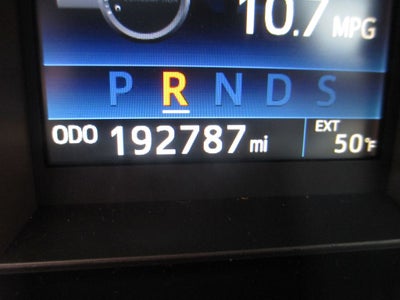 10.7 MPG
P R N D S
ODO 192787 mi EXT 50°F